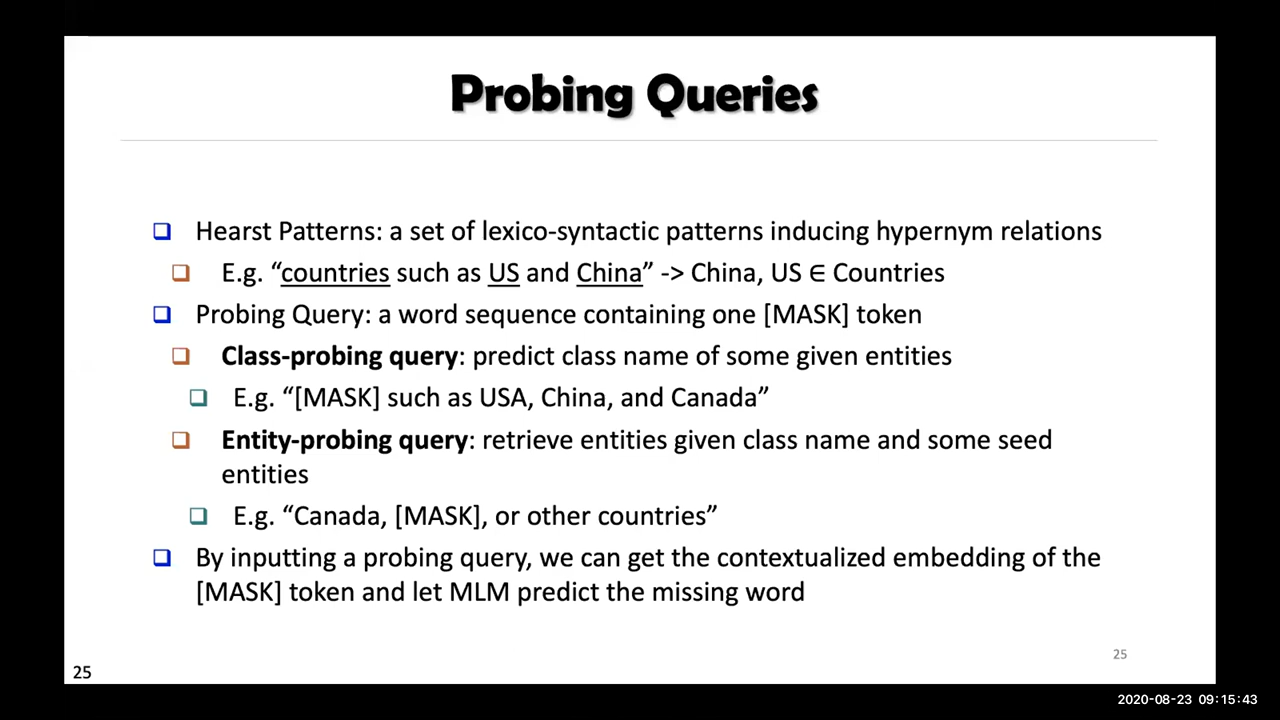 Probing Queries
Hearst Patterns: a set of lexico-syntactic patterns inducing hypernym relations
E.g. “countries such as US and China” -> China, US ∈ Countries
Probing Query: a word sequence containing one [MASK] token
Class-probing query: predict class name of some given entities
E.g. “[MASK] such as USA, China, and Canada”
Entity-probing query: retrieve entities given class name and some seed
entities
E.g. “Canada, [MASK], or other countries”
By inputting a probing query, we can get the contextualized embedding of the
[MASK] token and let MLM predict the missing word
25
25
2020-08-23 09:15:43